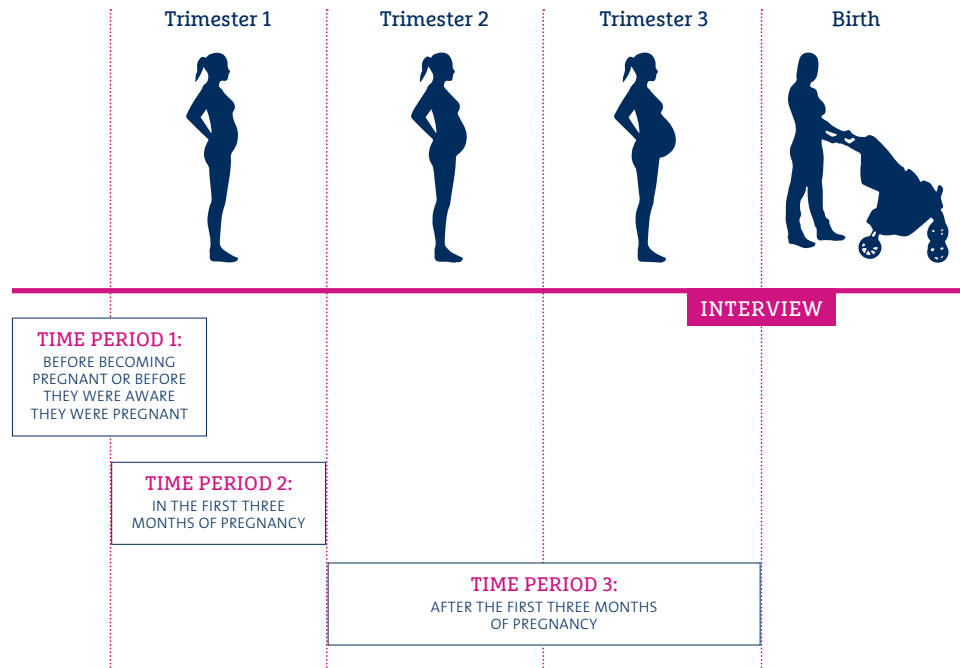 Trimester 1
Trimester 2
Trimester 3
Birth
INTERVIEW
TIME PERIOD 1:
BEFORE BECOMING
PREGNANT OR BEFORE
THEY WERE AWARE
THEY WERE PREGNANT
TIME PERIOD 2:
IN THE FIRST THREE
MONTHS OF PREGNANCY
TIME PERIOD 3:
AFTER THE FIRST THREE MONTHS
OF PREGNANCY